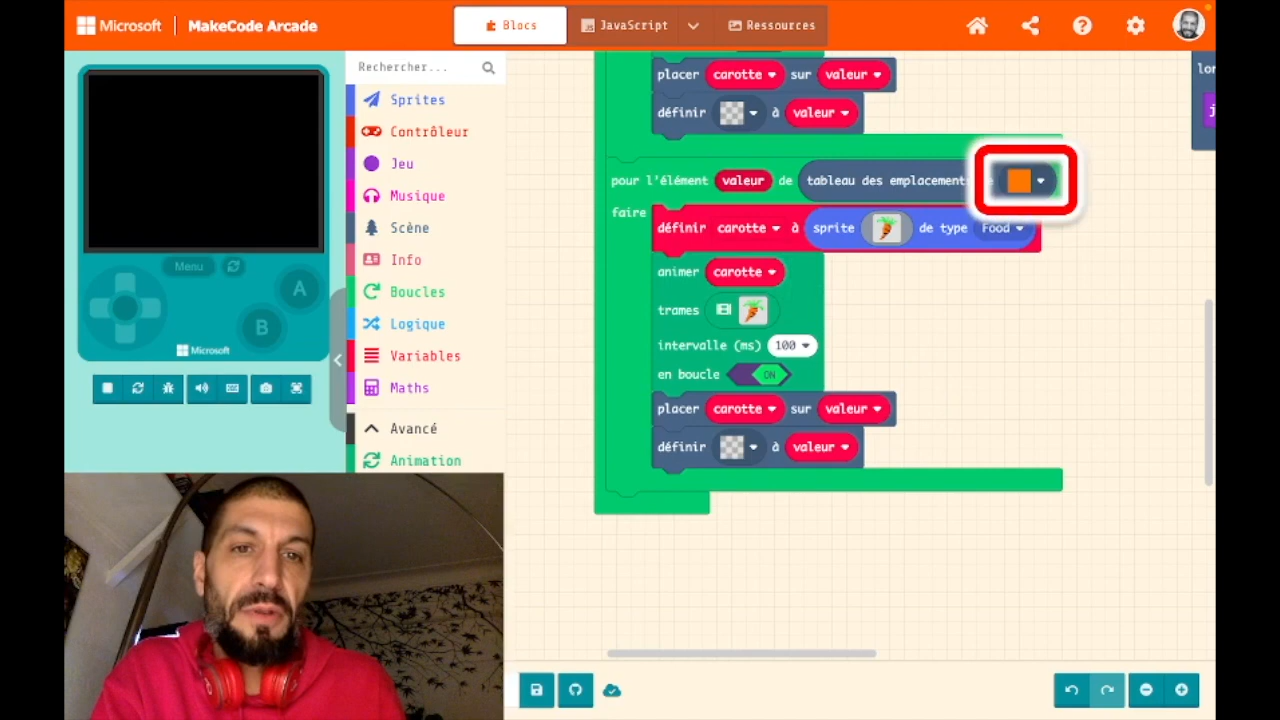 Microsoft
MakeCode Arcade
Blocs
JavaScript
Ressources
Menu
A
B
Microsoft
Rechercher...
Sprites
Contrôleur
Jeu
Musique
Scène
Info
Boucles
Logique
Variables
Maths
Avancé
Animation
placer carotte sur valeur
définir à valeur
pour l'élément valeur de tableau des emplacements
faire
définir carotte à sprite de type Food
animer carotte
trames
intervalle (ms) 100
en boucle ON
placer carotte sur valeur
définir à valeur